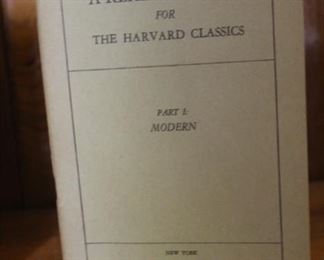 FOR
THE HARVARD CLASSICS
PART I:
MODERN
NEW YORK